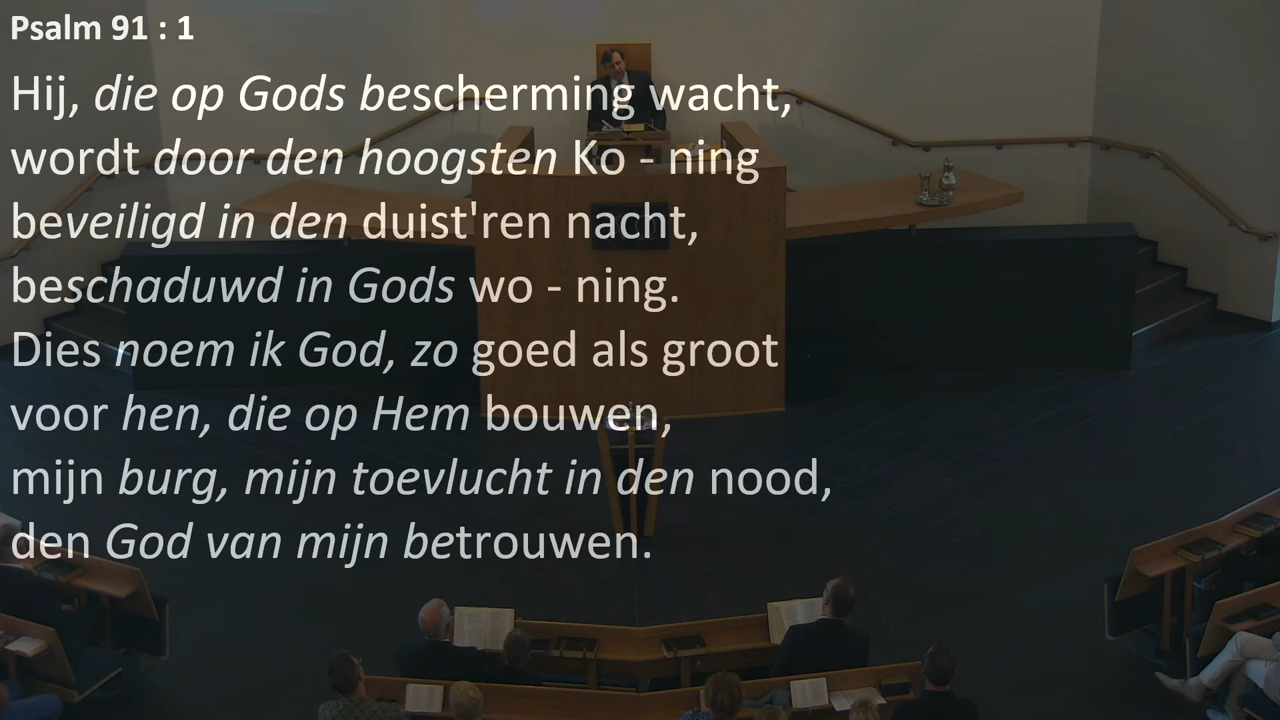 Psalm 91 : 1
Hij, die op Gods bescherming wacht,
wordt door den hoogsten Ko - ning
beveiligd in den duist'ren nacht,
beschaduwd in Gods wo - ning.
Dies noem ik God, zo goed als groot
voor hen, die op Hem bouwen,
mijn burg, mijn toevlucht in den nood,
den God van mijn betrouwen.